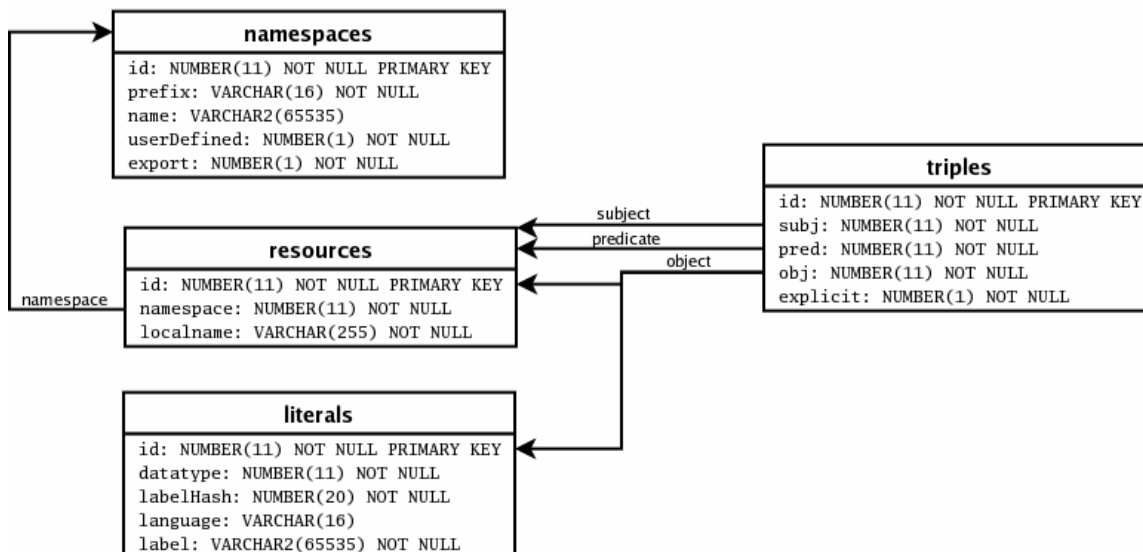 namespaces
id: NUMBER(11) NOT NULL PRIMARY KEY
prefix: VARCHAR(16) NOT NULL
name: VARCHAR2(65535)
userDefined: NUMBER(1) NOT NULL
export: NUMBER(1) NOT NULL
triples
id: NUMBER(11) NOT NULL PRIMARY KEY
subj: NUMBER(11) NOT NULL
pred: NUMBER(11) NOT NULL
obj: NUMBER(11) NOT NULL
explicit: NUMBER(1) NOT NULL
subject
predicate
object
namespace
resources
id: NUMBER(11) NOT NULL PRIMARY KEY
namespace: NUMBER(11) NOT NULL
localname: VARCHAR(255) NOT NULL
literals
id: NUMBER(11) NOT NULL PRIMARY KEY
datatype: NUMBER(11) NOT NULL
labelHash: NUMBER(20) NOT NULL
language: VARCHAR(16)
label: VARCHAR2(65535) NOT NULL